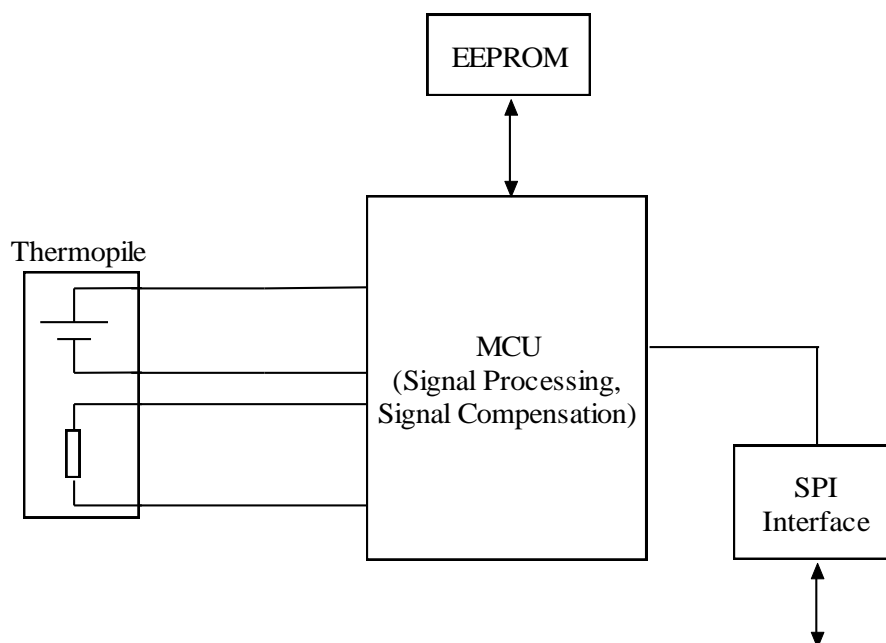 EEPROM
Thermopile
MCU
(Signal Processing,
Signal Compensation)
SPI
Interface